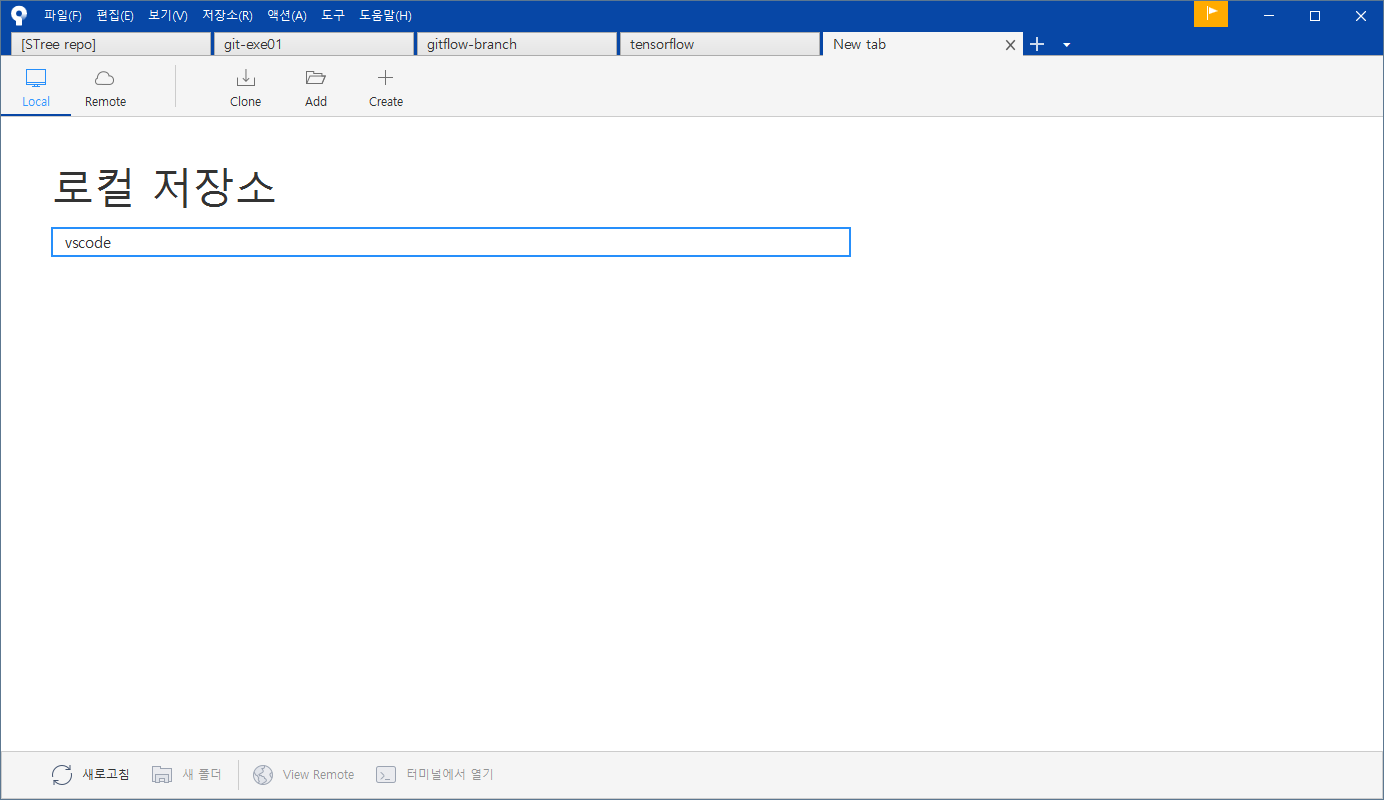 파일(F) 편집(E) 보기(V) 저장소(R) 액션(A) 도구 도움말(H)
[STree repo] git-exe01 gitflow-branch tensorflow New tab
Local Remote Clone Add Create
로컬 저장소
vscode
새로고침 새 폴더 View Remote 터미널에서 열기